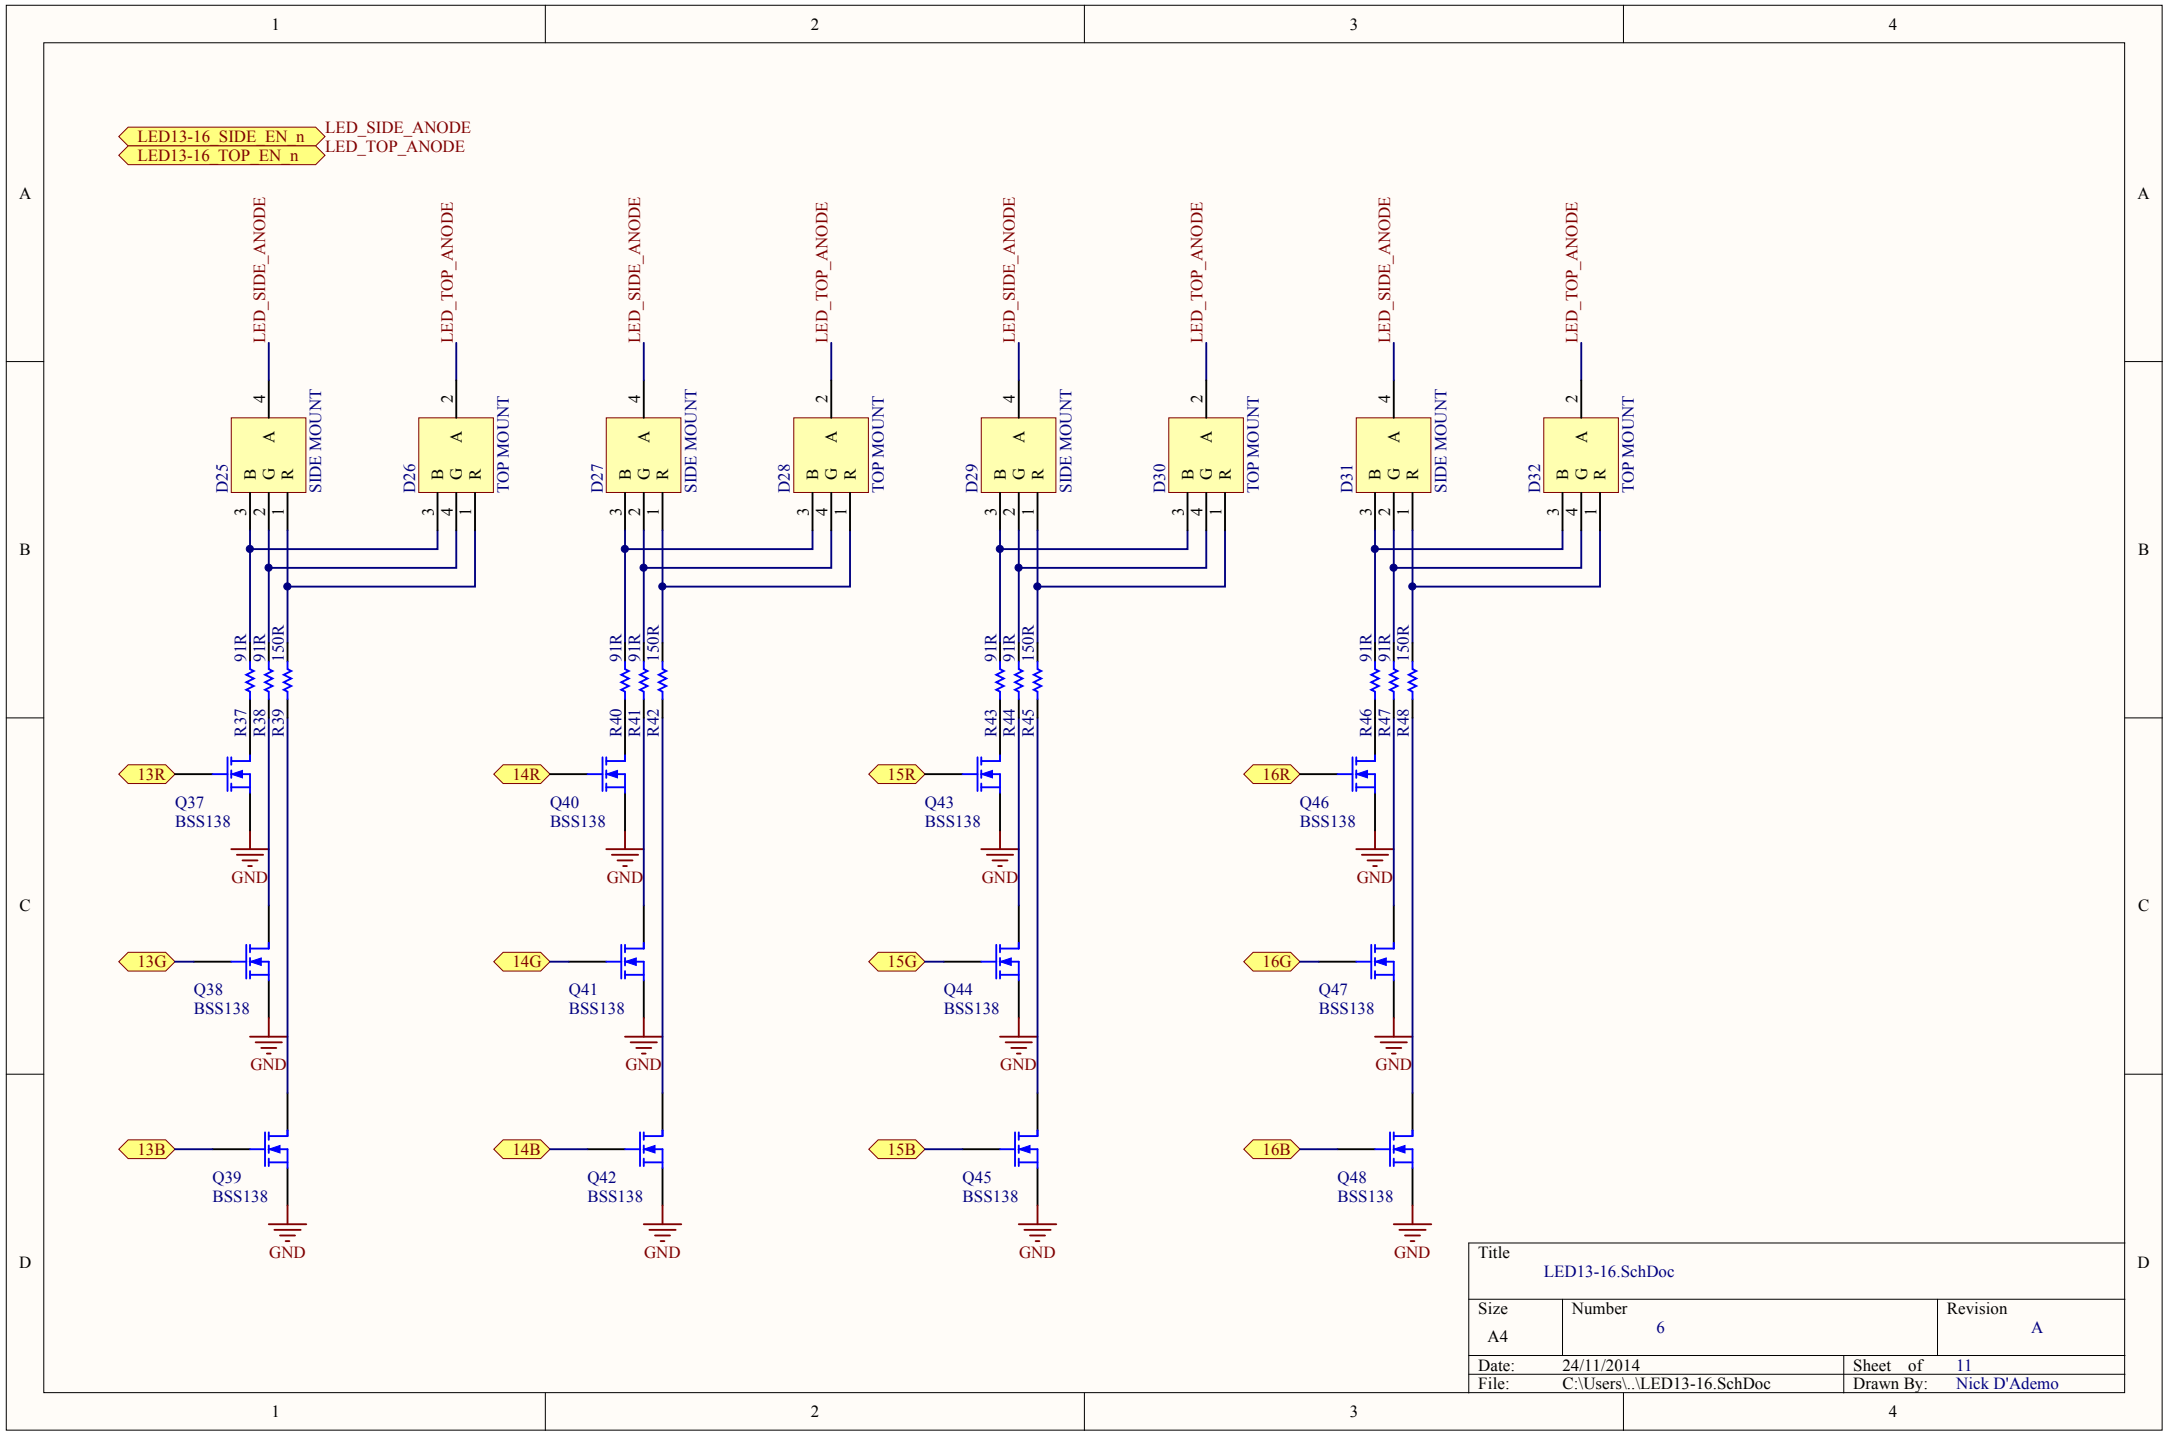 1 2 3 4
A A
B B
C C
D D
LED13-16_SIDE_EN_n LED_SIDE_ANODE
LED13-16_TOP_EN_n LED_TOP_ANODE
LED_SIDE_ANODE LED_TOP_ANODE LED_SIDE_ANODE LED_TOP_ANODE LED_SIDE_ANODE LED_TOP_ANODE LED_SIDE_ANODE LED_TOP_ANODE
4 2 4 2 4 2 4 2
A A A A A A A A
D25 B G R SIDE MOUNT
D26 B G R TOP MOUNT
D27 B G R SIDE MOUNT
D28 B G R TOP MOUNT
D29 B G R SIDE MOUNT
D30 B G R TOP MOUNT
D31 B G R SIDE MOUNT
D32 B G R TOP MOUNT
3 2 1 3 4 1 3 2 1 3 4 1 3 2 1 3 4 1 3 2 1 3 4 1
91R 91R 150R 91R 91R 150R 91R 91R 150R 91R 91R 150R
R37 R38 R39 R40 R41 R42 R43 R44 R45 R46 R47 R48
13R 14R 15R 16R
Q37 Q40 Q43 Q46
BSS138 BSS138 BSS138 BSS138
GND GND GND GND
13G 14G 15G 16G
Q38 Q41 Q44 Q47
BSS138 BSS138 BSS138 BSS138
GND GND GND GND
13B 14B 15B 16B
Q39 Q42 Q45 Q48
BSS138 BSS138 BSS138 BSS138
GND GND GND GND
Title
LED13-16.SchDoc
Size Number Revision
A4 6 A
Date: 24/11/2014 Sheet of 11
File: C:\Users\..\LED13-16.SchDoc Drawn By: Nick D'Ademo
1 2 3 4